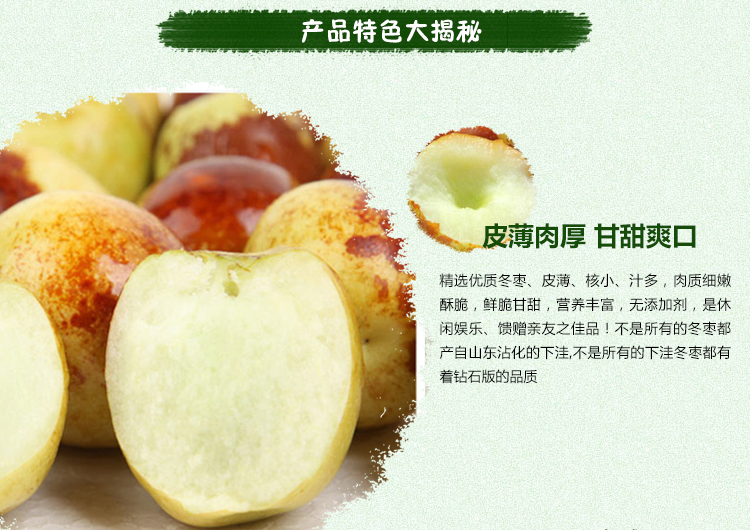 产品特色大揭秘
皮薄肉厚 甘甜爽口
精选优质冬枣、皮薄、核小、汁多，肉质细嫩
酥脆，鲜脆甘甜，营养丰富，无添加剂，是休
闲娱乐、馈赠亲友之佳品！不是所有的冬枣都
产自山东沾化的下洼,不是所有的下洼冬枣都有
着钻石版的品质